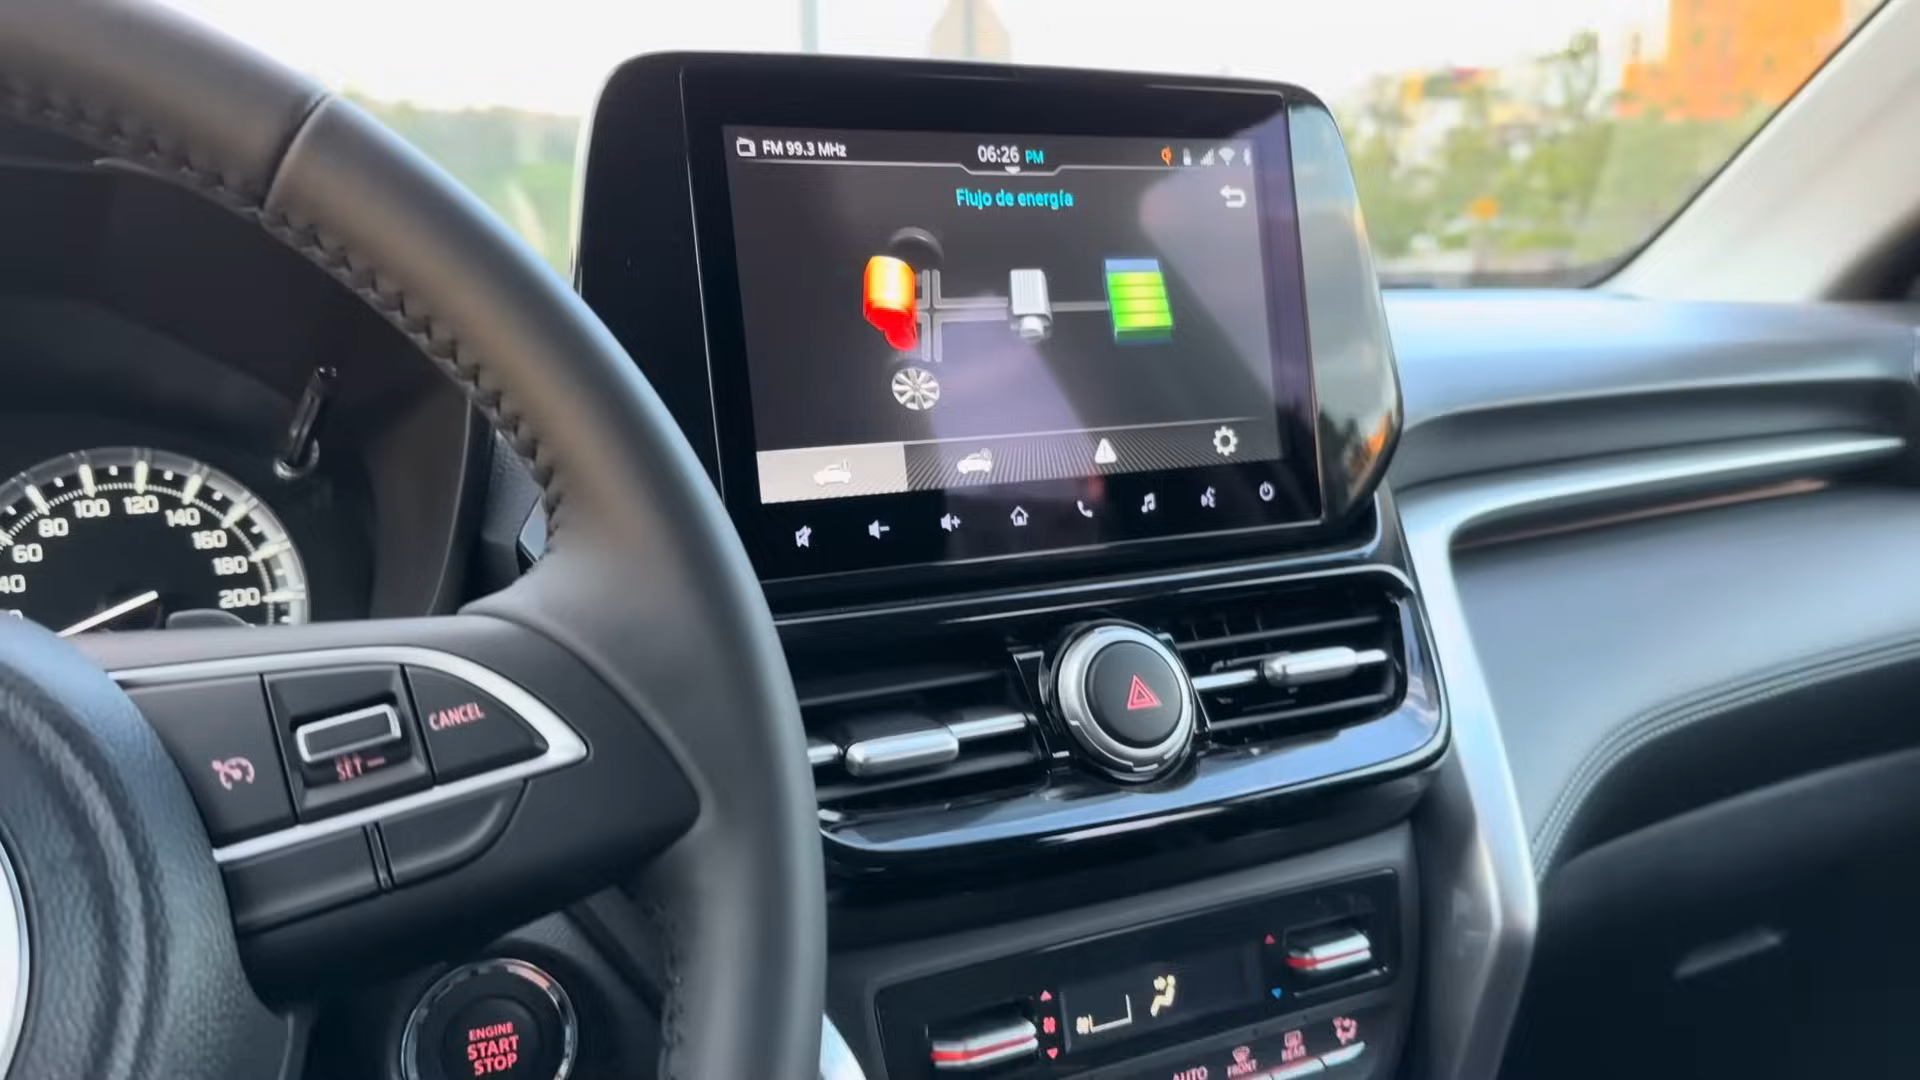 FM 99.3 MHz
06:26 PM
Flujo de energía
40
60
80
100
120
140
160
180
200
CANCEL
SET —
ENGINE
START
STOP
AUTO
FRONT
REAR